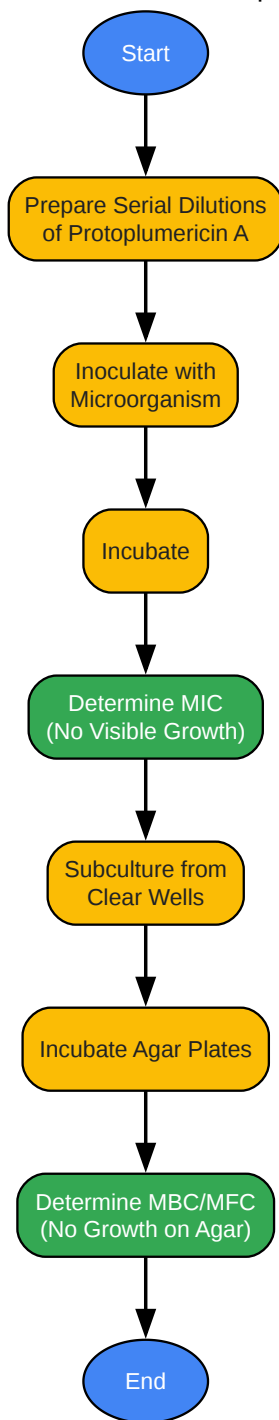 Start
Prepare Serial Dilutions
of Protoplumericin A
Inoculate with
Microorganism
Incubate
Determine MIC
(No Visible Growth)
Subculture from
Clear Wells
Incubate Agar Plates
Determine MBC/MFC
(No Growth on Agar)
End